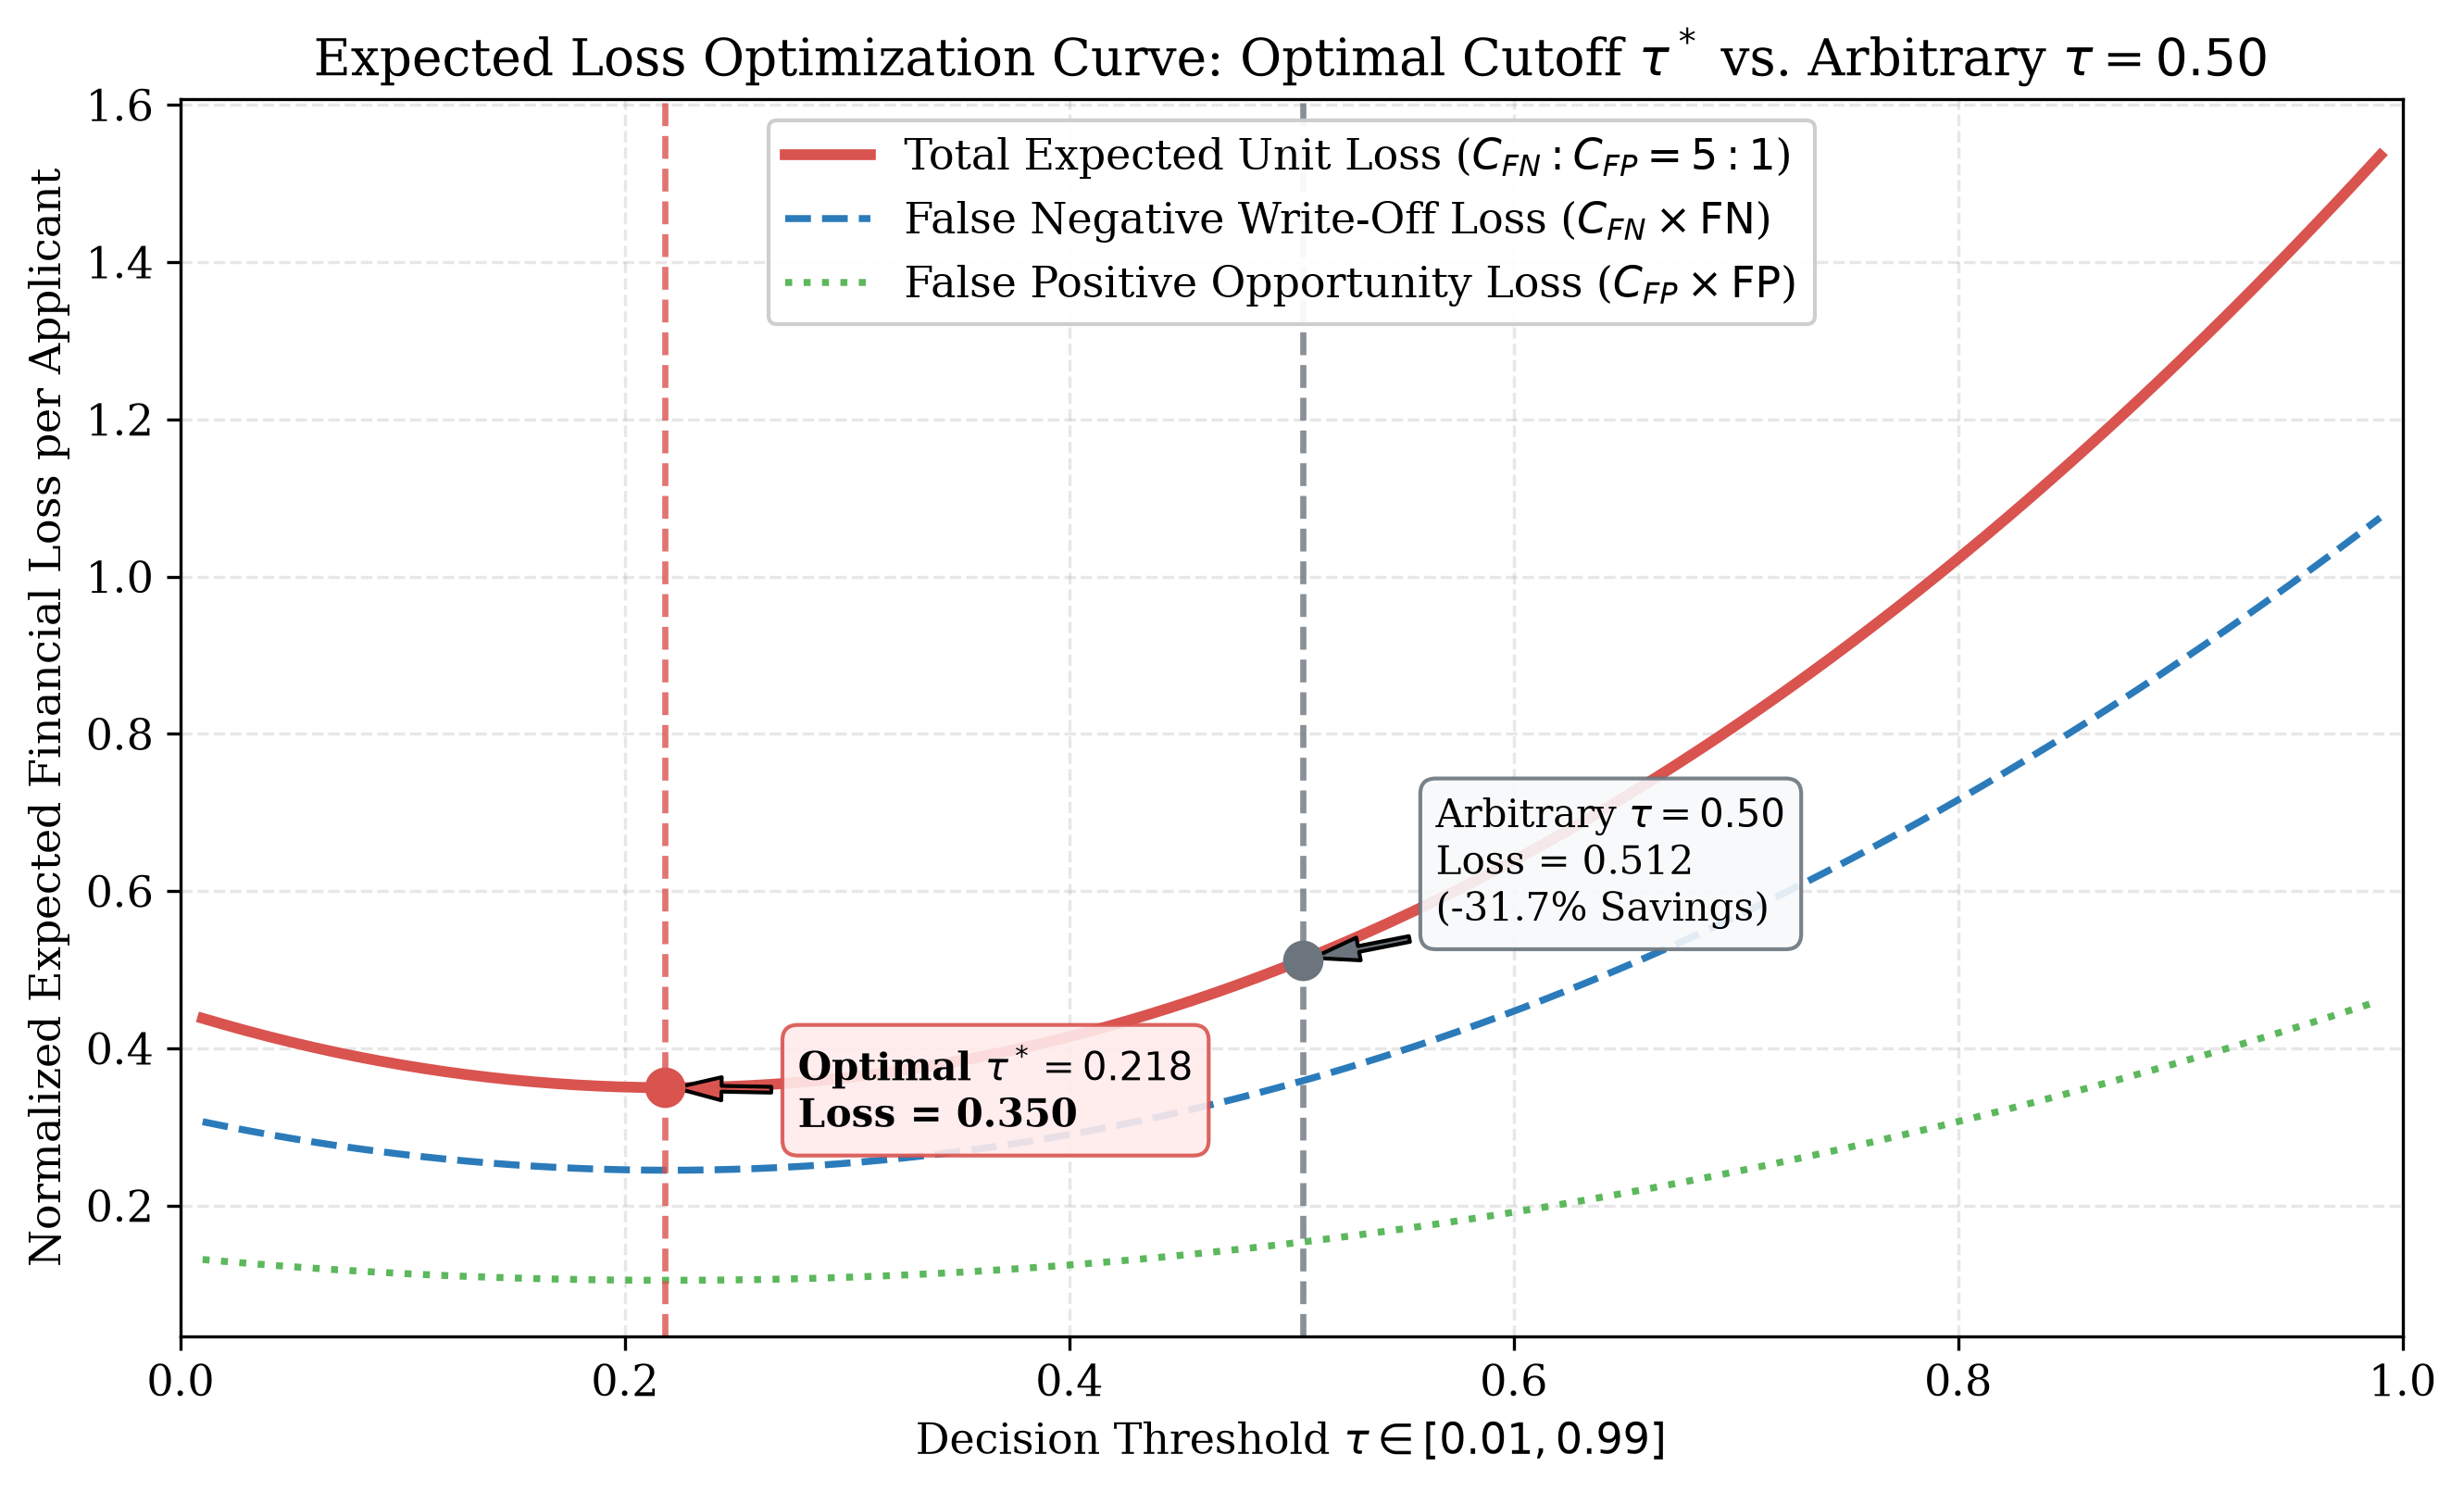 Expected Loss Optimization Curve: Optimal Cutoff τ* vs. Arbitrary τ = 0.50
Normalized Expected Financial Loss per Applicant
1.6
1.4
1.2
1.0
0.8
0.6
0.4
0.2
Total Expected Unit Loss (C_FN : C_FP = 5 : 1)
False Negative Write-Off Loss (C_FN × FN)
False Positive Opportunity Loss (C_FP × FP)
Arbitrary τ = 0.50
Loss = 0.512
(-31.7% Savings)
Optimal τ* = 0.218
Loss = 0.350
0.0
0.2
0.4
0.6
0.8
1.0
Decision Threshold τ ∈ [0.01, 0.99]